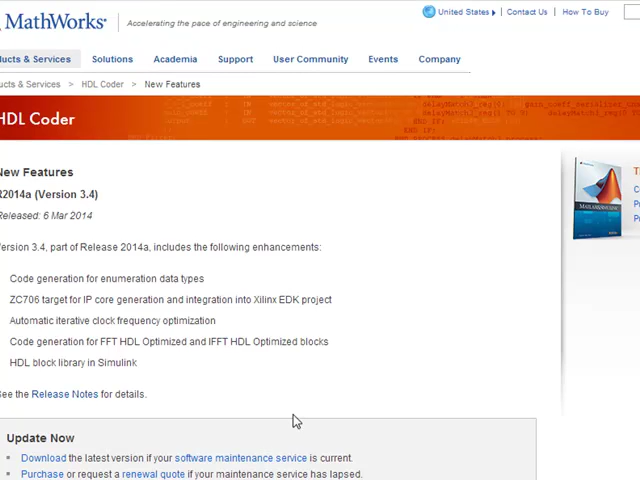 MathWorks®
Accelerating the pace of engineering and science
United States
Contact Us
How To Buy
ducts & Services
Solutions
Academia
Support
User Community
Events
Company
ducts & Services > HDL Coder > New Features
HDL Coder
New Features
R2014a (Version 3.4)
Released: 6 Mar 2014
Version 3.4, part of Release 2014a, includes the following enhancements:
Code generation for enumeration data types
ZC706 target for IP core generation and integration into Xilinx EDK project
Automatic iterative clock frequency optimization
Code generation for FFT HDL Optimized and IFFT HDL Optimized blocks
HDL block library in Simulink
See the Release Notes for details.
Update Now
Download the latest version if your software maintenance service is current.
Purchase or request a renewal quote if your maintenance service has lapsed.